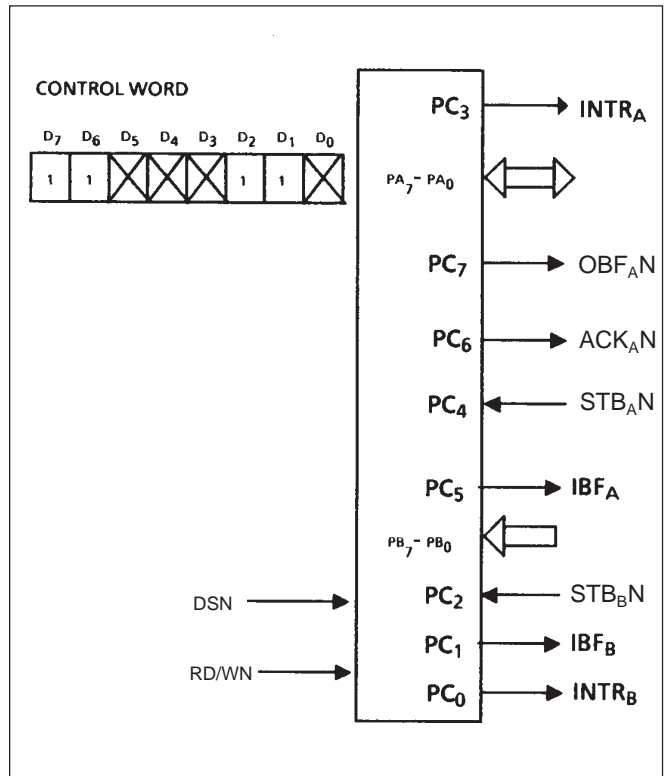 CONTROL WORD
D7 D6 D5 D4 D3 D2 D1 D0
1 1 1 1
PC3 INTRA
PA7- PA0
PC7 OBFAN
PC6 ACKAN
PC4 STBAN
PC5 IBFA
PB7- PB0
DSN PC2 STBBN
PC1 IBFB
RD/WN
PC0 INTRB